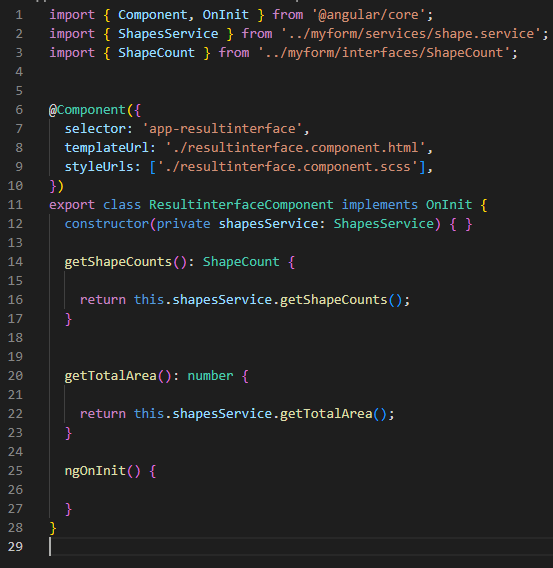 1 import { Component, OnInit } from '@angular/core';
2 import { ShapesService } from '../myform/services/shape.service';
3 import { ShapeCount } from '../myform/interfaces/ShapeCount';
4
5
6 @Component({
7   selector: 'app-resultinterface',
8   templateUrl: './resultinterface.component.html',
9   styleUrls: ['./resultinterface.component.scss'],
10 })
11 export class ResultinterfaceComponent implements OnInit {
12   constructor(private shapesService: ShapesService) { }
13
14   getShapeCounts(): ShapeCount {
15
16     return this.shapesService.getShapeCounts();
17   }
18
19
20   getTotalArea(): number {
21
22     return this.shapesService.getTotalArea();
23   }
24
25   ngOnInit() {
26
27   }
28 }
29